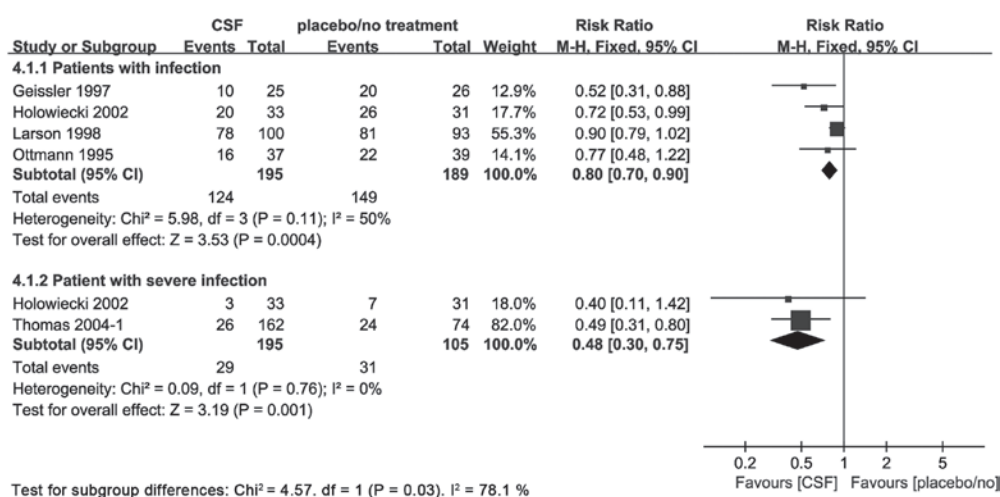 CSF placebo/no treatment Risk Ratio Risk Ratio
Study or Subgroup Events Total Events Total Weight M-H, Fixed, 95% CI M-H, Fixed, 95% CI
4.1.1 Patients with infection
Geissler 1997 10 25 20 26 12.9% 0.52 [0.31, 0.88]
Holowiecki 2002 20 33 26 31 17.7% 0.72 [0.53, 0.99]
Larson 1998 78 100 81 93 55.3% 0.90 [0.79, 1.02]
Ottmann 1995 16 37 22 39 14.1% 0.77 [0.48, 1.22]
Subtotal (95% CI) 195 189 100.0% 0.80 [0.70, 0.90]
Total events 124 149
Heterogeneity: Chi² = 5.98, df = 3 (P = 0.11); I² = 50%
Test for overall effect: Z = 3.53 (P = 0.0004)
4.1.2 Patient with severe infection
Holowiecki 2002 3 33 7 31 18.0% 0.40 [0.11, 1.42]
Thomas 2004-1 26 162 24 74 82.0% 0.49 [0.31, 0.80]
Subtotal (95% CI) 195 105 100.0% 0.48 [0.30, 0.75]
Total events 29 31
Heterogeneity: Chi² = 0.09, df = 1 (P = 0.76); I² = 0%
Test for overall effect: Z = 3.19 (P = 0.001)
0.2 0.5 1 2 5
Favours [CSF] Favours [placebo/no]
Test for subgroup differences: Chi² = 4.57. df = 1 (P = 0.03). I² = 78.1 %